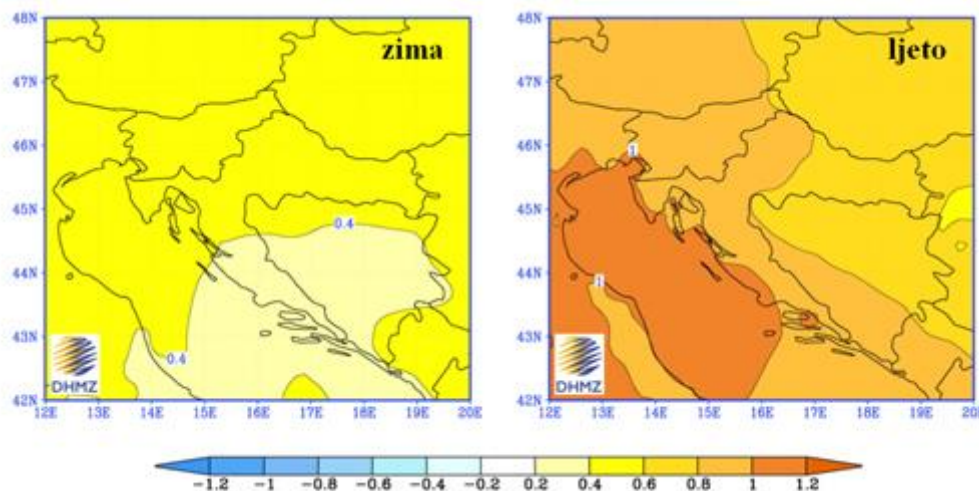 48N
47N
46N
45N
44N
43N
42N
12E 13E 14E 15E 16E 17E 18E 19E 20E
zima
0.4
0.4
DHMZ
48N
47N
46N
45N
44N
43N
42N
12E 13E 14E 15E 16E 17E 18E 19E 20E
ljeto
1
1
DHMZ
-1.2 -1 -0.8 -0.6 -0.4 -0.2 0.2 0.4 0.6 0.8 1 1.2